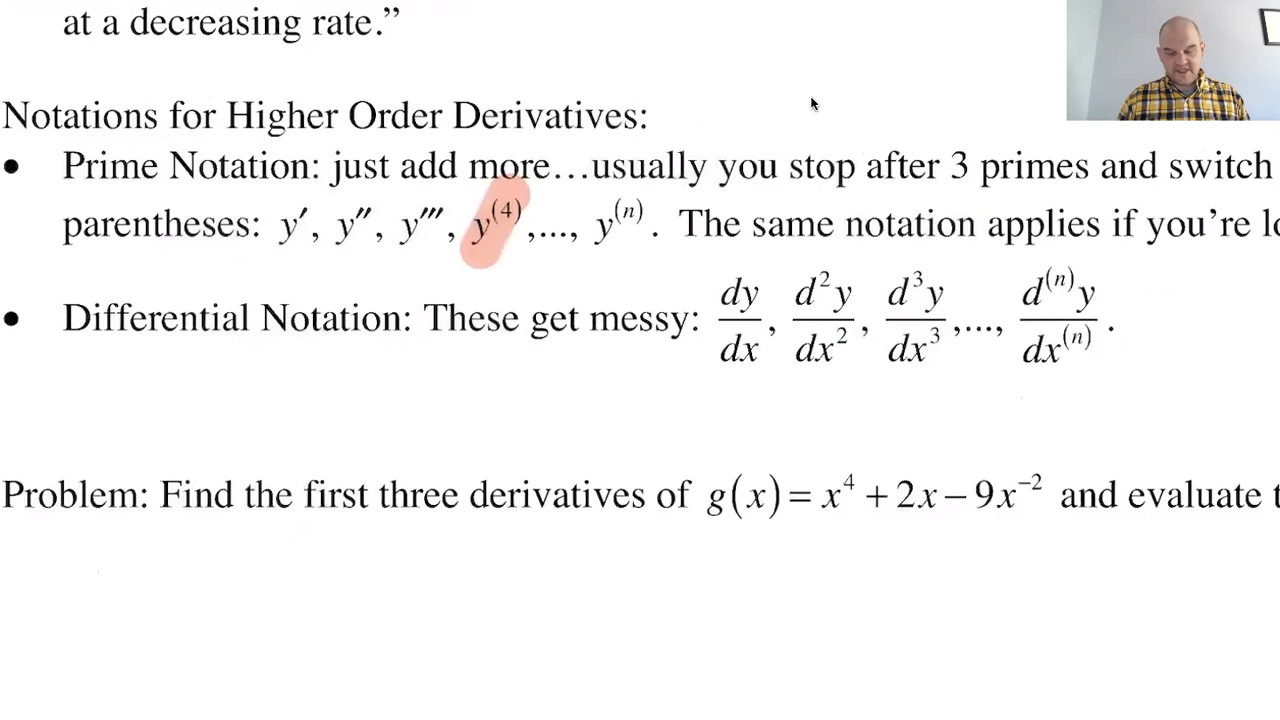 at a decreasing rate.”
Notations for Higher Order Derivatives:
• Prime Notation: just add more…usually you stop after 3 primes and switch
parentheses: y′, y″, y‴, y⁽⁴⁾,..., y⁽ⁿ⁾. The same notation applies if you’re lo
• Differential Notation: These get messy: dy/dx, d²y/dx², d³y/dx³,..., d⁽ⁿ⁾y/dx⁽ⁿ⁾.
Problem: Find the first three derivatives of g(x)= x⁴ + 2x − 9x⁻² and evaluate t